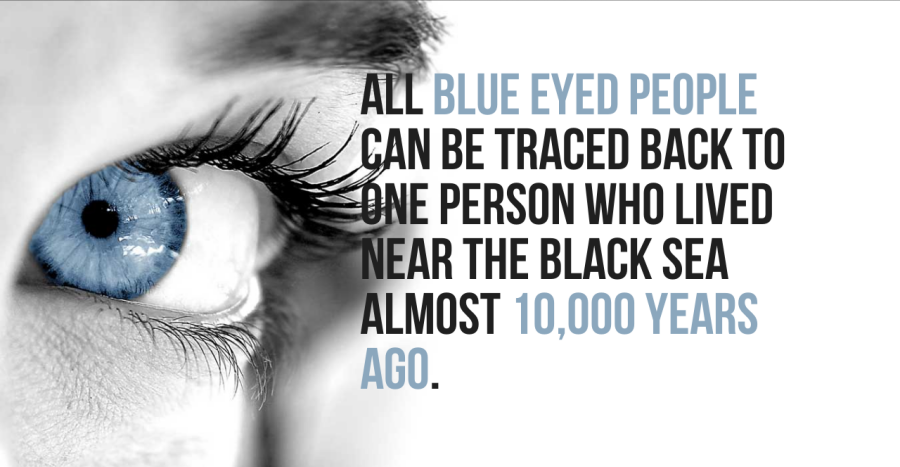 ALL BLUE EYED PEOPLE
CAN BE TRACED BACK TO
ONE PERSON WHO LIVED
NEAR THE BLACK SEA
ALMOST 10,000 YEARS
AGO.